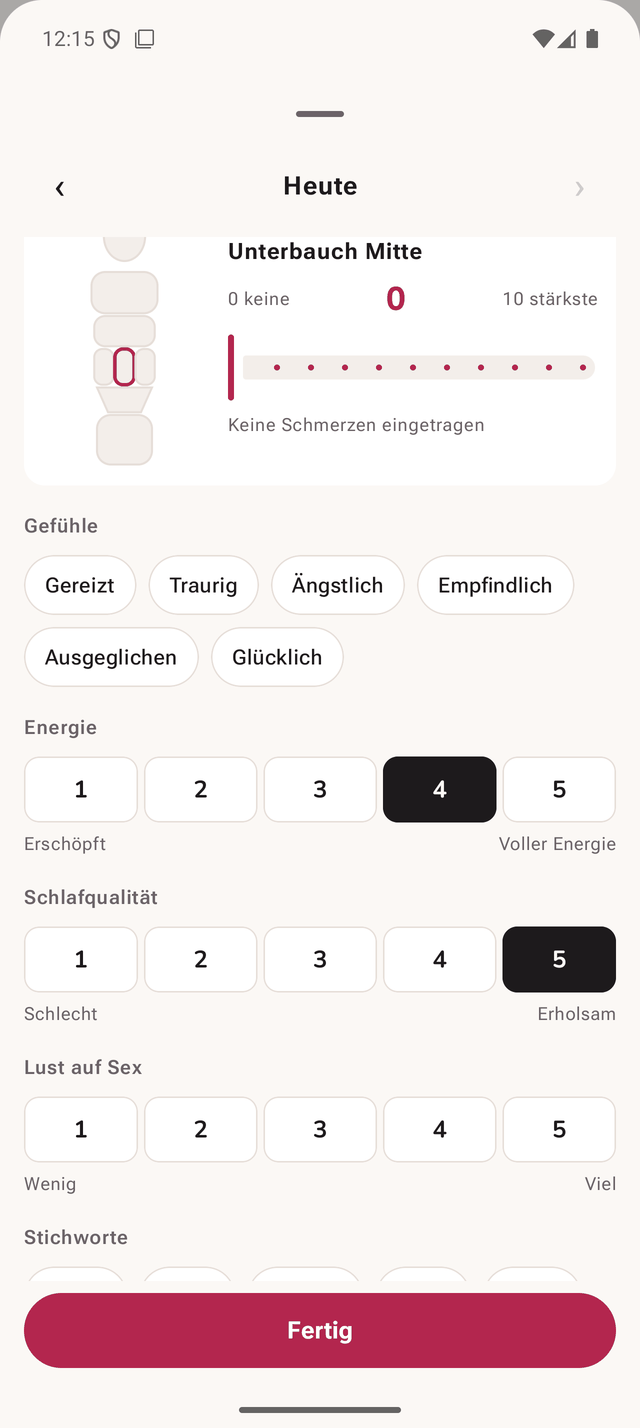 12:15
‹ Heute ›
Unterbauch Mitte
0 keine 0 10 stärkste
Keine Schmerzen eingetragen
Gefühle
Gereizt Traurig Ängstlich Empfindlich
Ausgeglichen Glücklich
Energie
1 2 3 4 5
Erschöpft Voller Energie
Schlafqualität
1 2 3 4 5
Schlecht Erholsam
Lust auf Sex
1 2 3 4 5
Wenig Viel
Stichworte
Fertig